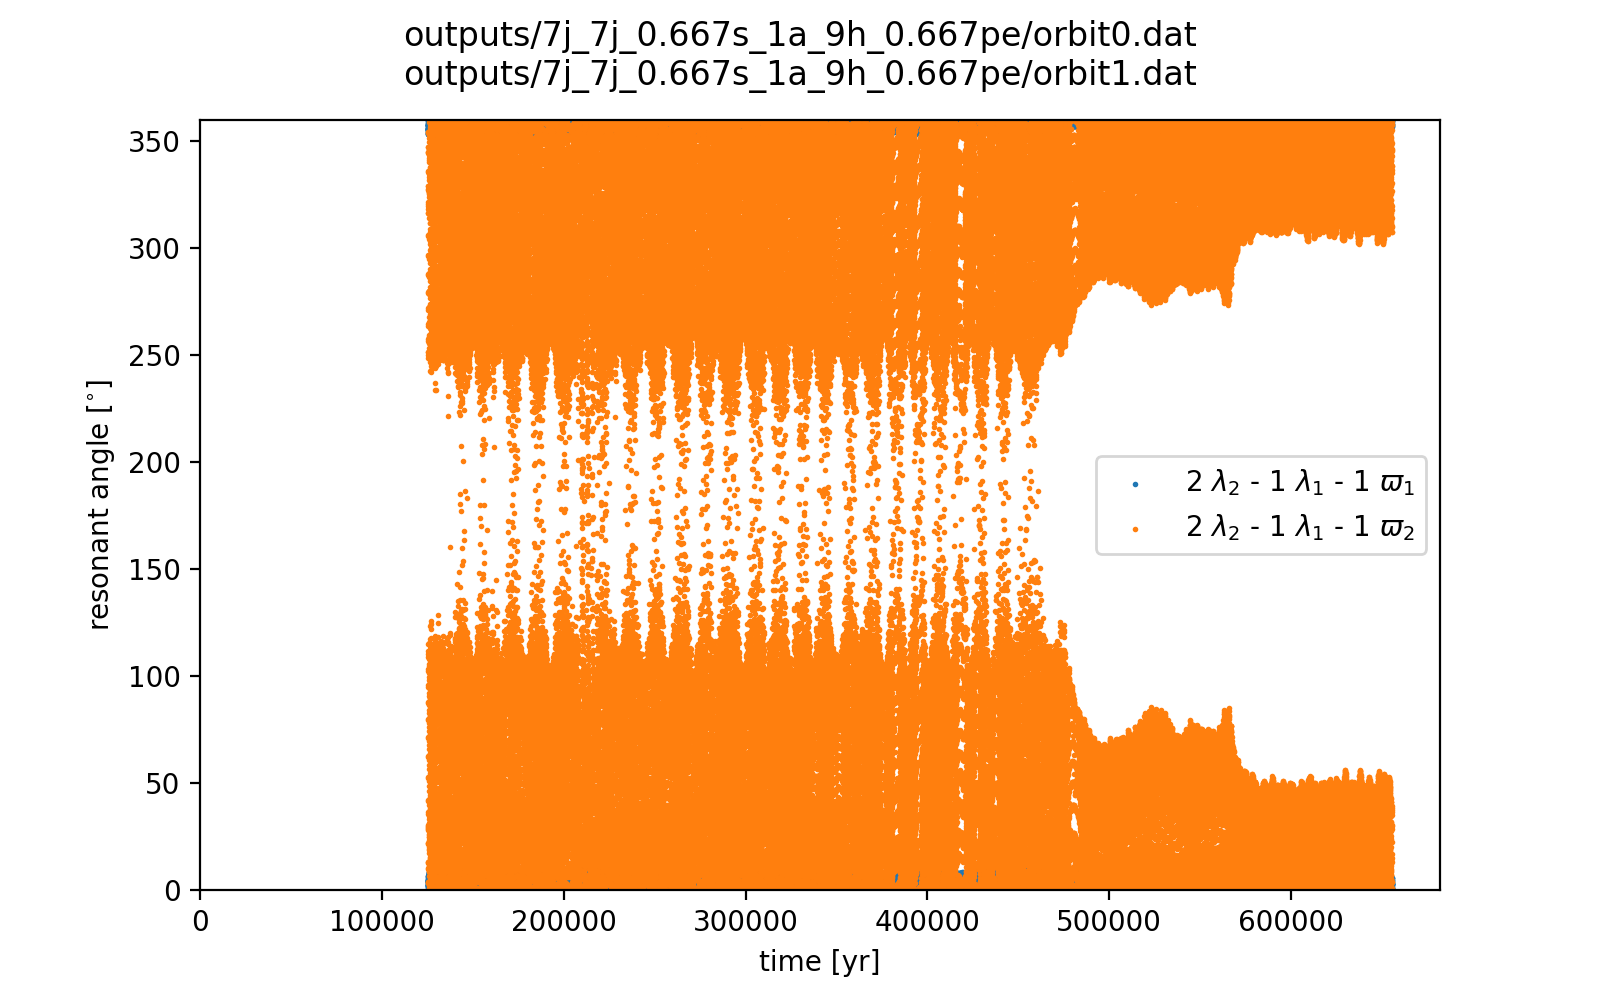 outputs/7j_7j_0.667s_1a_9h_0.667pe/orbit0.dat
outputs/7j_7j_0.667s_1a_9h_0.667pe/orbit1.dat
350
300
250
200
150
100
50
0
resonant angle [°]
2 λ₂ - 1 λ₁ - 1 ϖ₁
2 λ₂ - 1 λ₁ - 1 ϖ₂
0 100000 200000 300000 400000 500000 600000
time [yr]